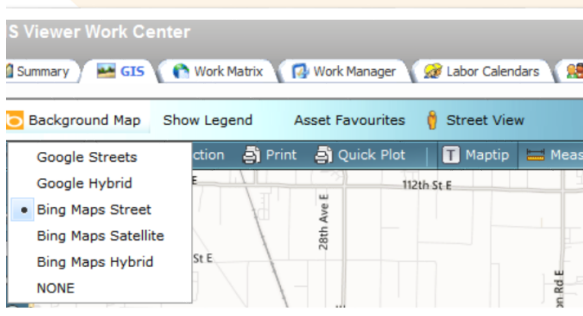 S Viewer Work Center
Summary GIS Work Matrix Work Manager Labor Calendars
Background Map Show Legend Asset Favourites Street View
ction Print Quick Plot T Maptip Meas
Google Streets
Google Hybrid
Bing Maps Street
Bing Maps Satellite
Bing Maps Hybrid
NONE
E
112th St E
28th Ave E
St E
on Rd E